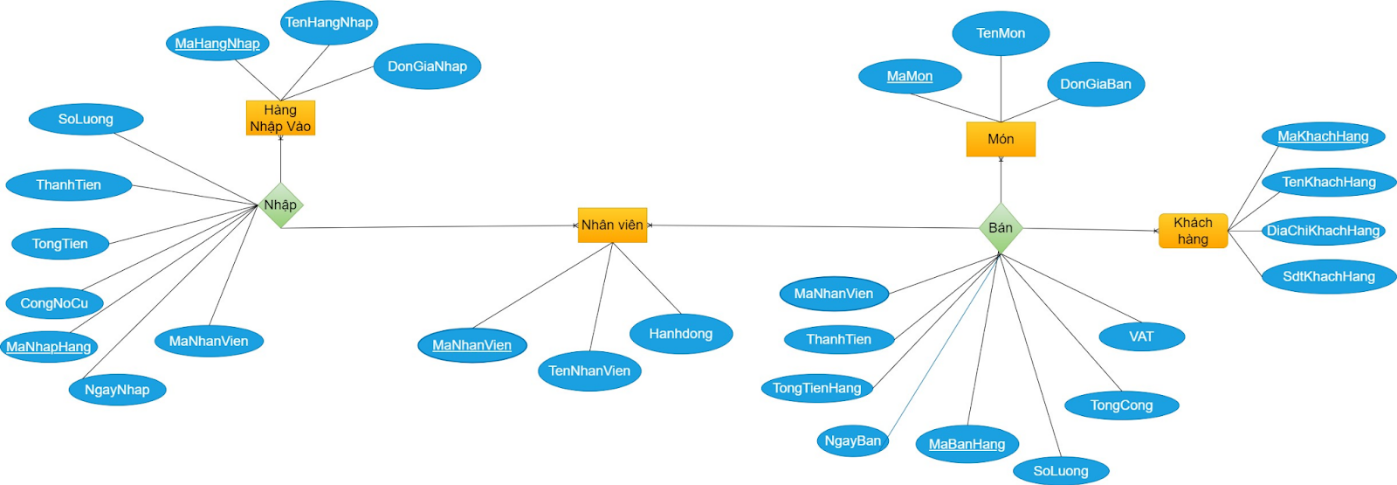 TenHangNhap
MaHangNhap
DonGiaNhap
Hàng
Nhập Vào
SoLuong
ThanhTien
Nhập
TongTien
CongNoCu
MaNhapHang
MaNhanVien
NgayNhap
Nhân viên
MaNhanVien
TenNhanVien
Hanhdong
TenMon
MaMon
DonGiaBan
Món
Bán
MaNhanVien
ThanhTien
TongTienHang
NgayBan
MaBanHang
SoLuong
TongCong
VAT
Khách
hàng
MaKhachHang
TenKhachHang
DiaChiKhachHang
SdtKhachHang